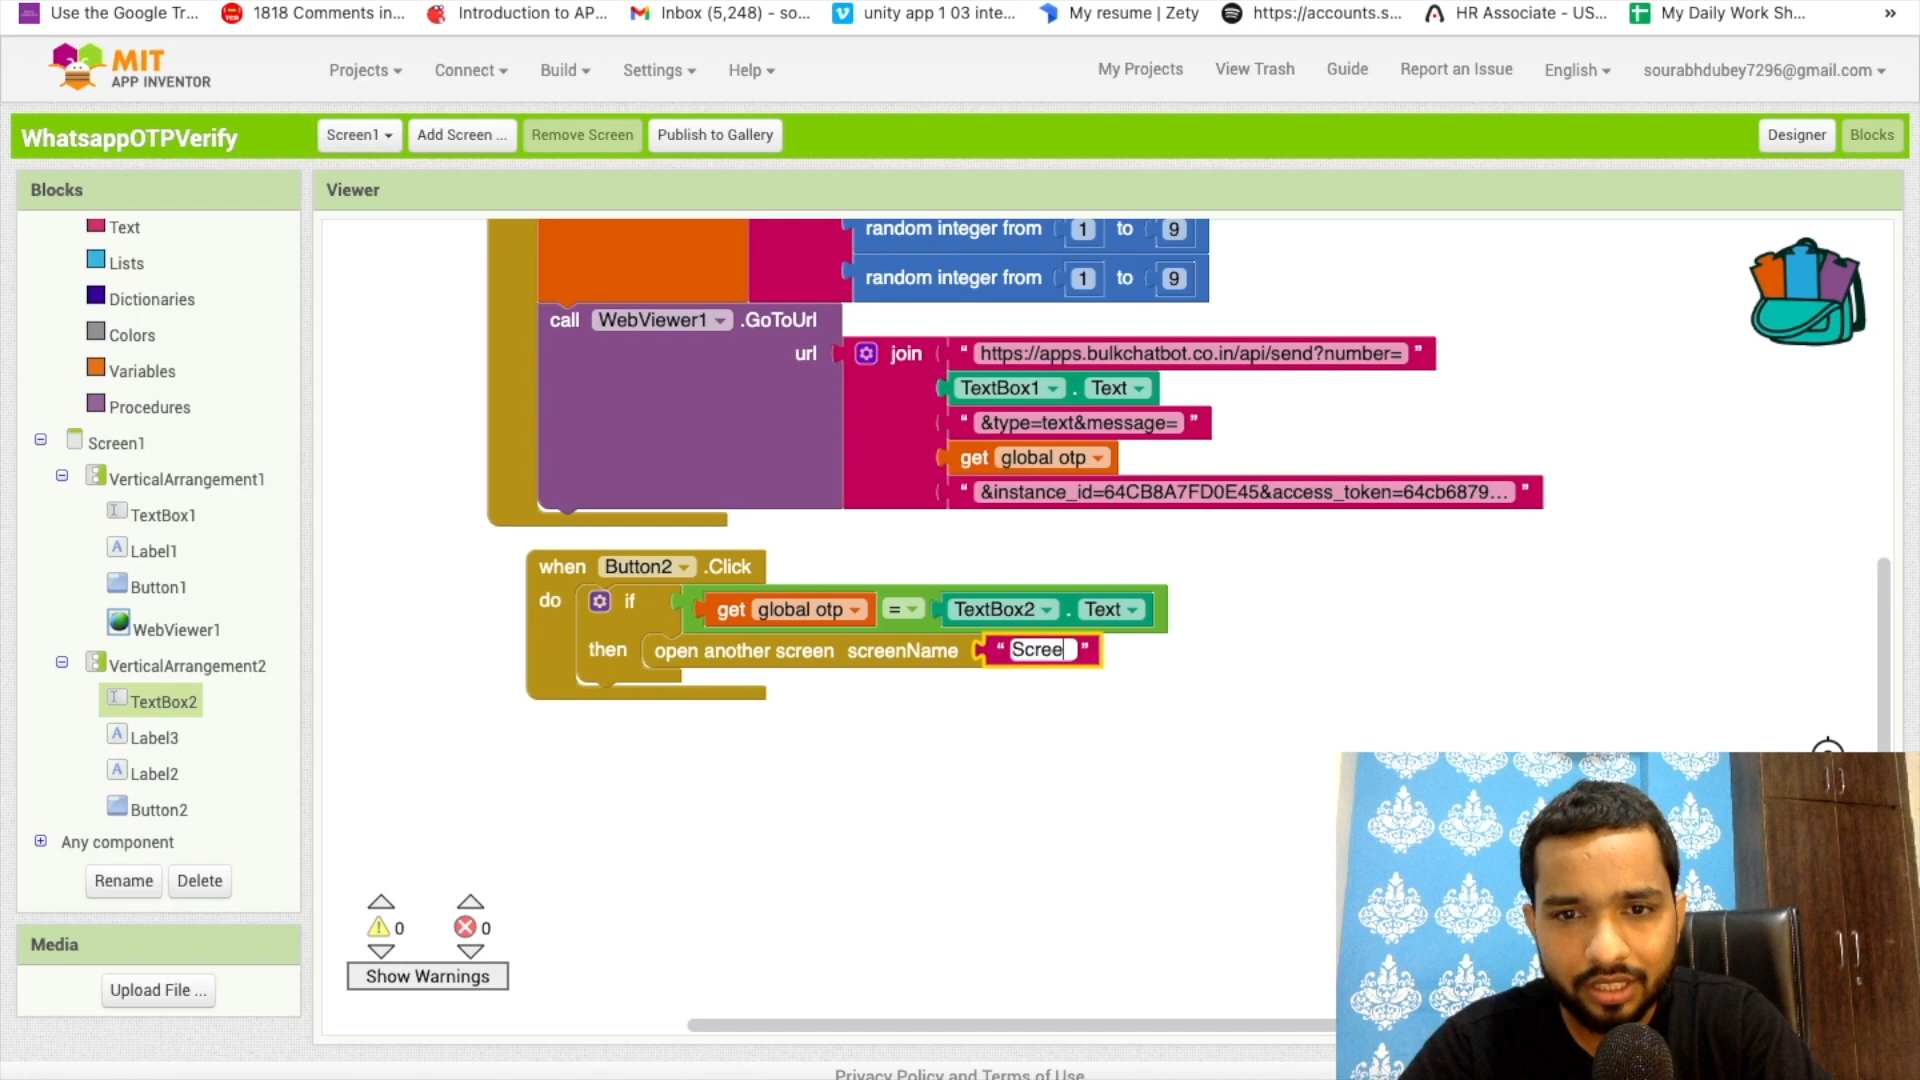 Use the Google Tr... 1818 Comments in... Introduction to AP... Inbox (5,248) - so... unity app 1 03 inte... My resume | Zety https://accounts.s... HR Associate - US... My Daily Work Sh... »
MIT
APP INVENTOR
Projects Connect Build Settings Help My Projects View Trash Guide Report an Issue English sourabhdubey7296@gmail.com
WhatsappOTPVerify Screen1 Add Screen ... Remove Screen Publish to Gallery Designer Blocks
Blocks
Text
Lists
Dictionaries
Colors
Variables
Procedures
Screen1
VerticalArrangement1
TextBox1
Label1
Button1
WebViewer1
VerticalArrangement2
TextBox2
Label3
Label2
Button2
Any component
Rename Delete
Media
Upload File ...
Viewer
random integer from 1 to 9
random integer from 1 to 9
call WebViewer1 .GoToUrl
url join “ https://apps.bulkchatbot.co.in/api/send?number= ”
TextBox1 . Text
“ &type=text&message= ”
get global otp
“ &instance_id=64CB8A7FD0E45&access_token=64cb6879... ”
when Button2 .Click
do if get global otp = TextBox2 . Text
then open another screen screenName “ Scree ”
0 0
Show Warnings
Privacy Policy and Terms of Use